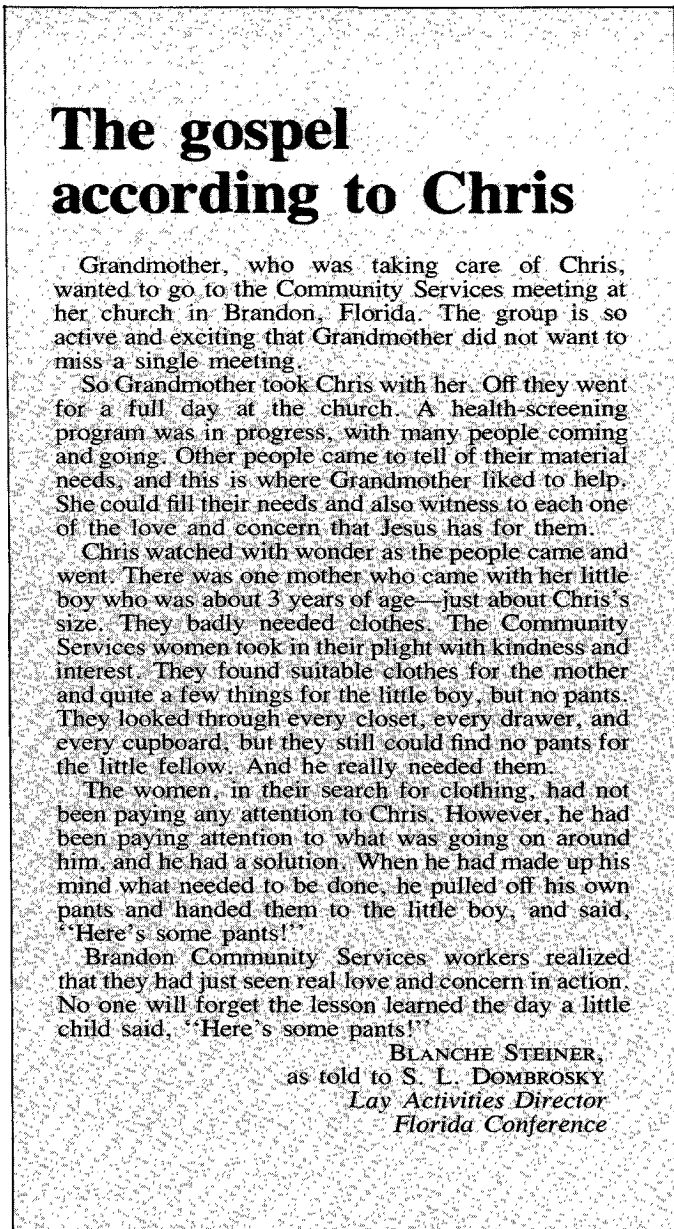 The gospel
according to Chris
Grandmother, who was taking care of Chris,
wanted to go to the Community Services meeting at
her church in Brandon, Florida. The group is so
active and exciting that Grandmother did not want to
miss a single meeting.
So Grandmother took Chris with her. Off they went
for a full day at the church. A health-screening
program was in progress, with many people coming
and going. Other people came to tell of their material
needs, and this is where Grandmother liked to help.
She could fill their needs and also witness to each one
of the love and concern that Jesus has for them.
Chris watched with wonder as the people came and
went. There was one mother who came with her little
boy who was about 3 years of age—just about Chris's
size. They badly needed clothes. The Community
Services women took in their plight with kindness and
interest. They found suitable clothes for the mother
and quite a few things for the little boy, but no pants.
They looked through every closet, every drawer, and
every cupboard, but they still could find no pants for
the little fellow. And he really needed them.
The women, in their search for clothing, had not
been paying any attention to Chris. However, he had
been paying attention to what was going on around
him, and he had a solution. When he had made up his
mind what needed to be done, he pulled off his own
pants and handed them to the little boy, and said,
"Here's some pants!"
Brandon Community Services workers realized
that they had just seen real love and concern in action.
No one will forget the lesson learned the day a little
child said, "Here's some pants!"
BLANCHE STEINER,
as told to S. L. DOMBROSKY
Lay Activities Director
Florida Conference